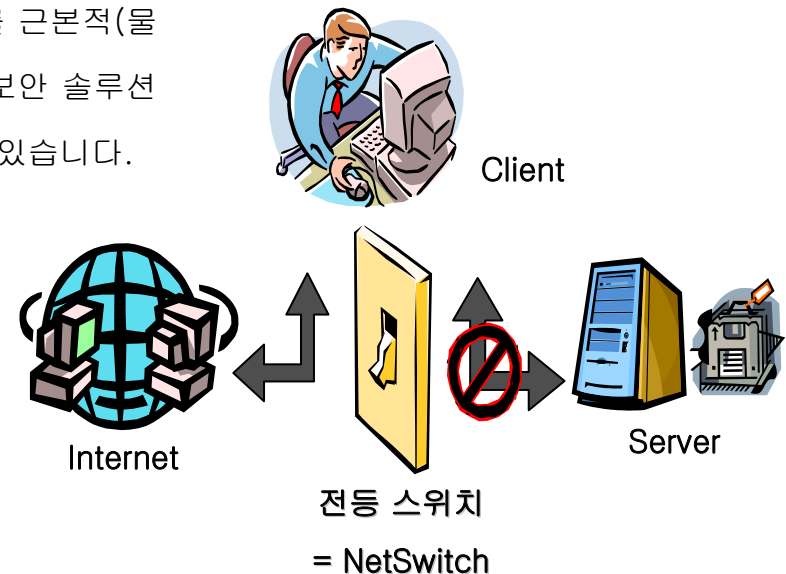 근본적(물
보안 솔루션
있습니다.
Client
Internet
Server
전등 스위치
= NetSwitch